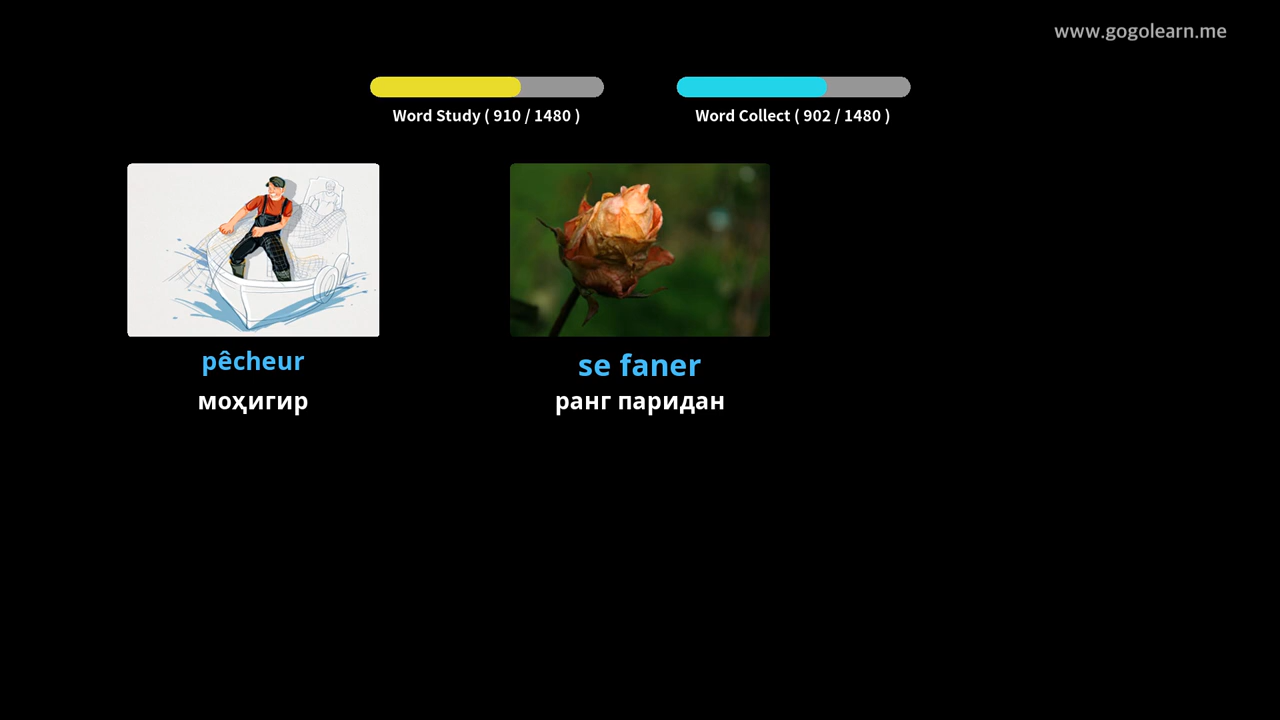 www.gogolearn.me
Word Study ( 910 / 1480 )
Word Collect ( 902 / 1480 )
pêcheur
моҳигир
se faner
ранг паридан